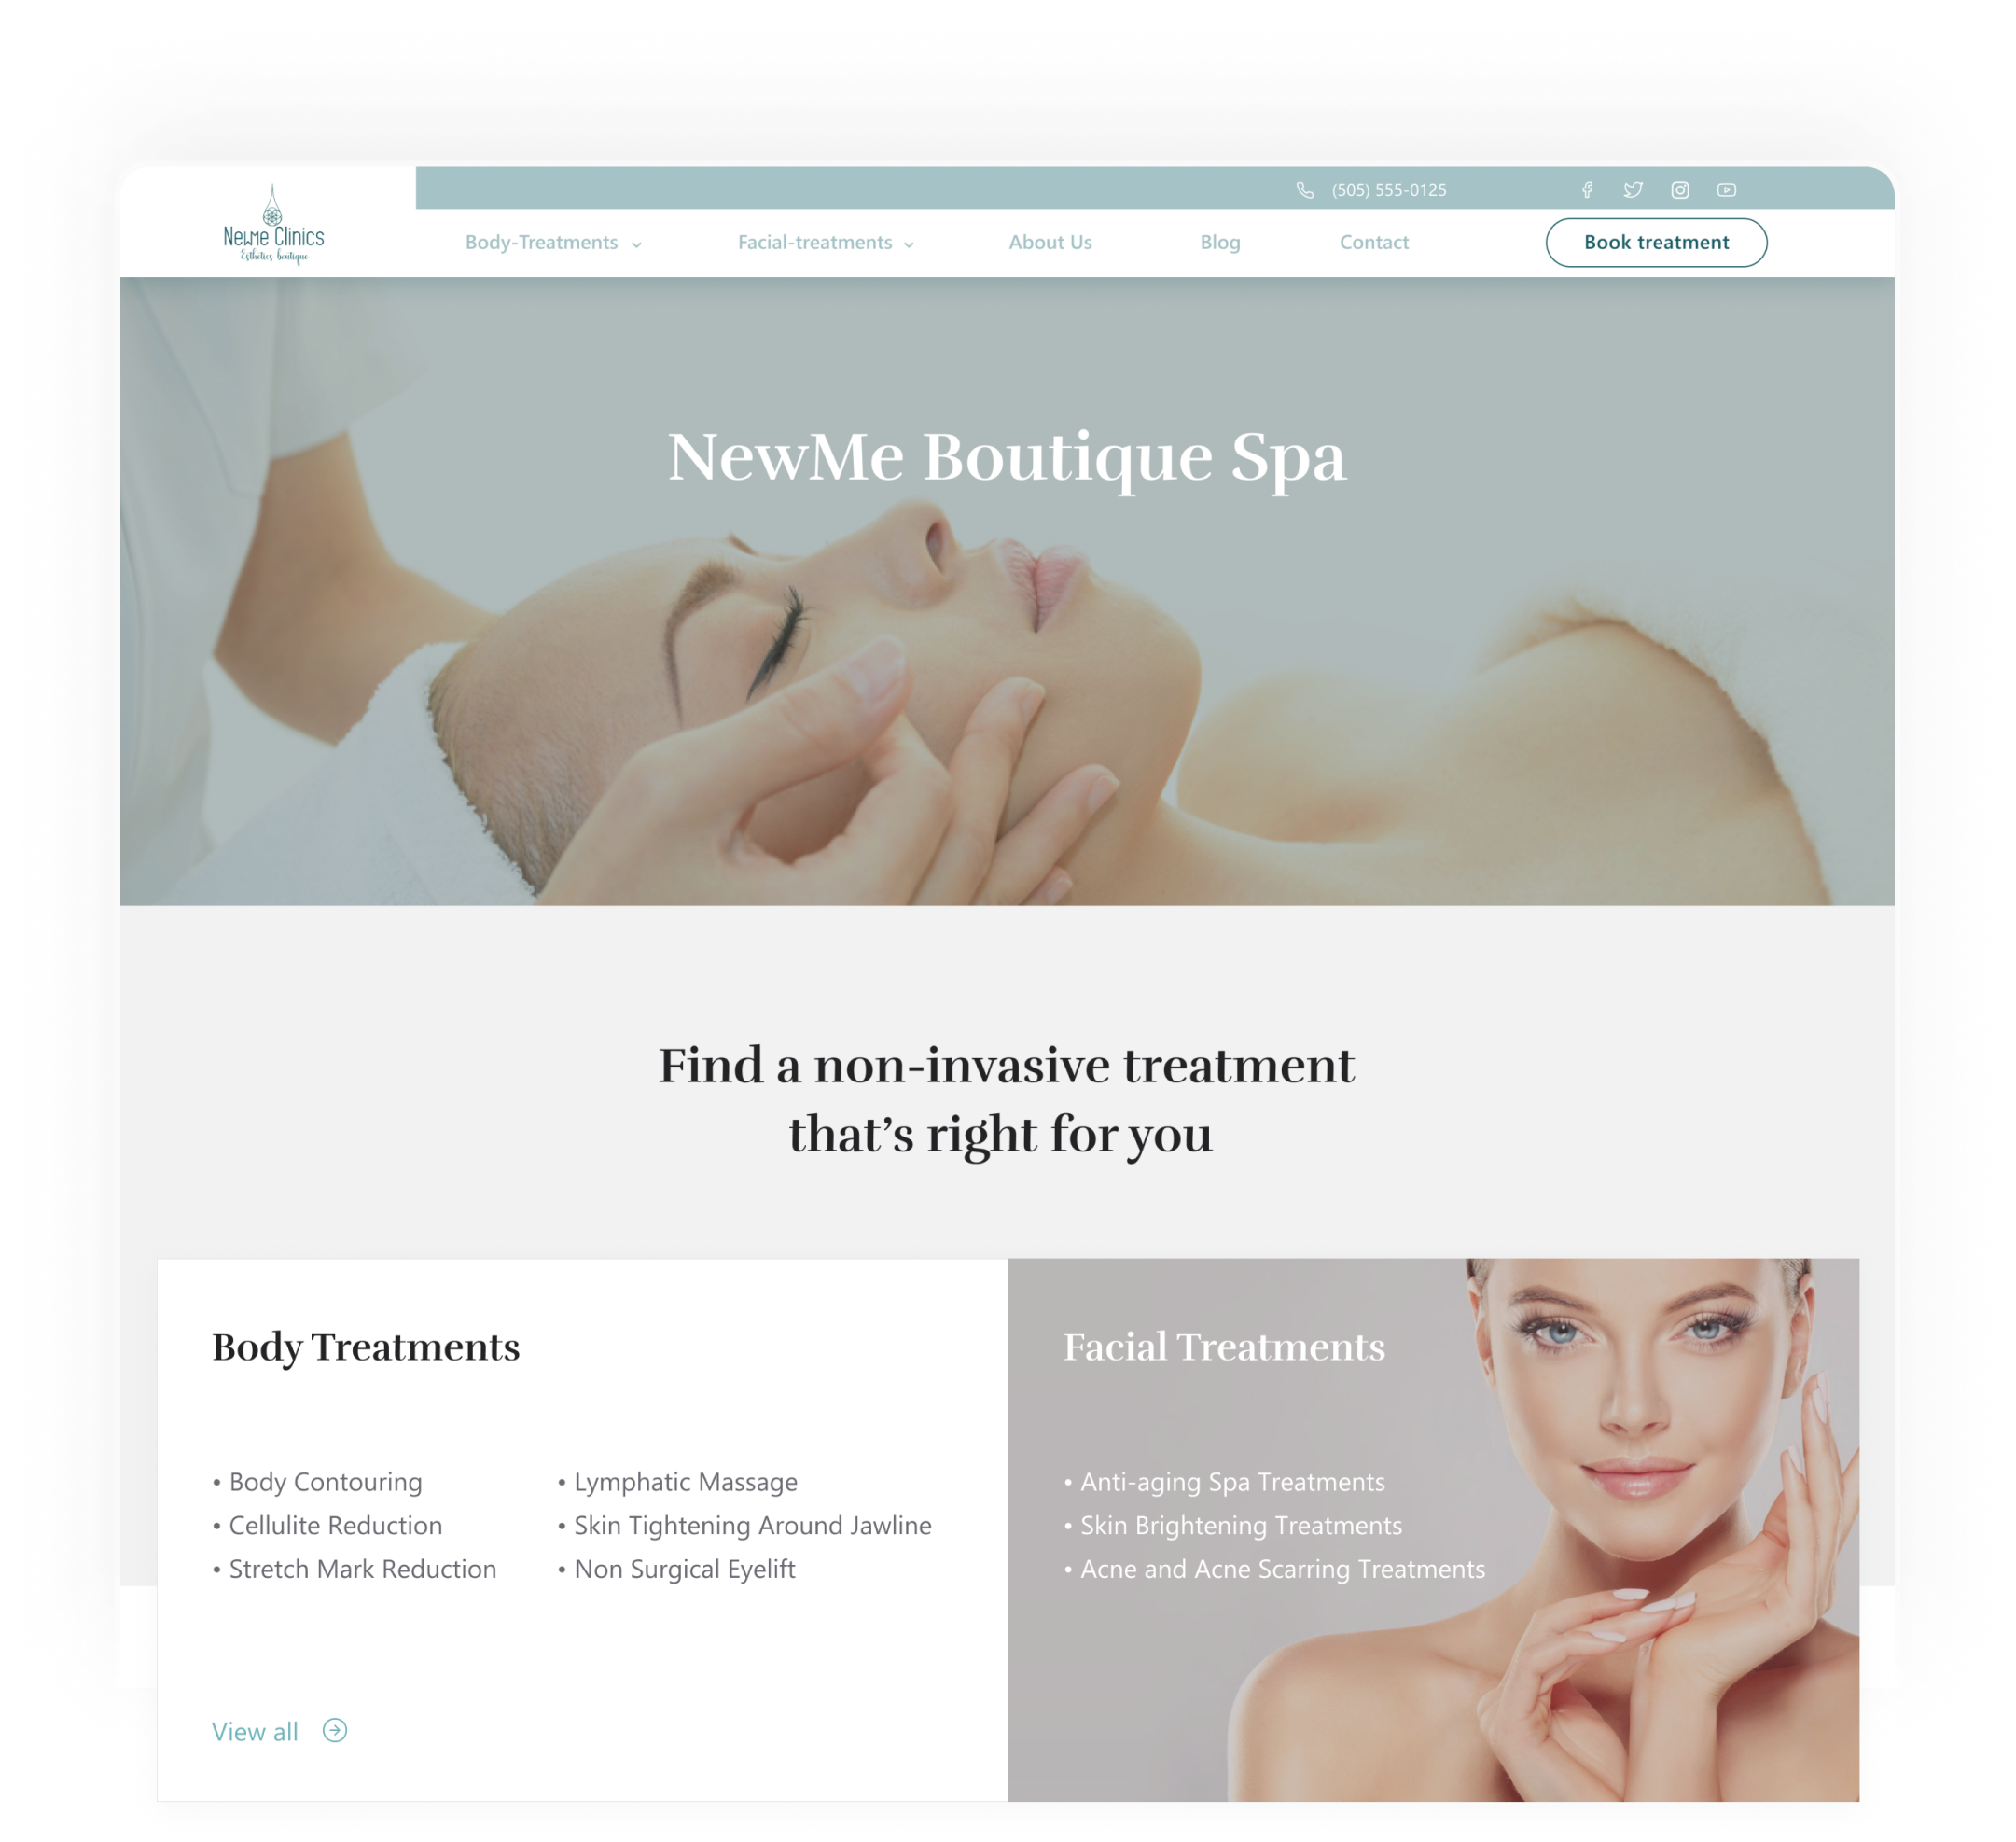 Newme Clinics
Esthetics boutique
(505) 555-0125
Body-Treatments
Facial-treatments
About Us
Blog
Contact
Book treatment
NewMe Boutique Spa
Find a non-invasive treatment
that’s right for you
Body Treatments
• Body Contouring
• Cellulite Reduction
• Stretch Mark Reduction
• Lymphatic Massage
• Skin Tightening Around Jawline
• Non Surgical Eyelift
View all
Facial Treatments
• Anti-aging Spa Treatments
• Skin Brightening Treatments
• Acne and Acne Scarring Treatments